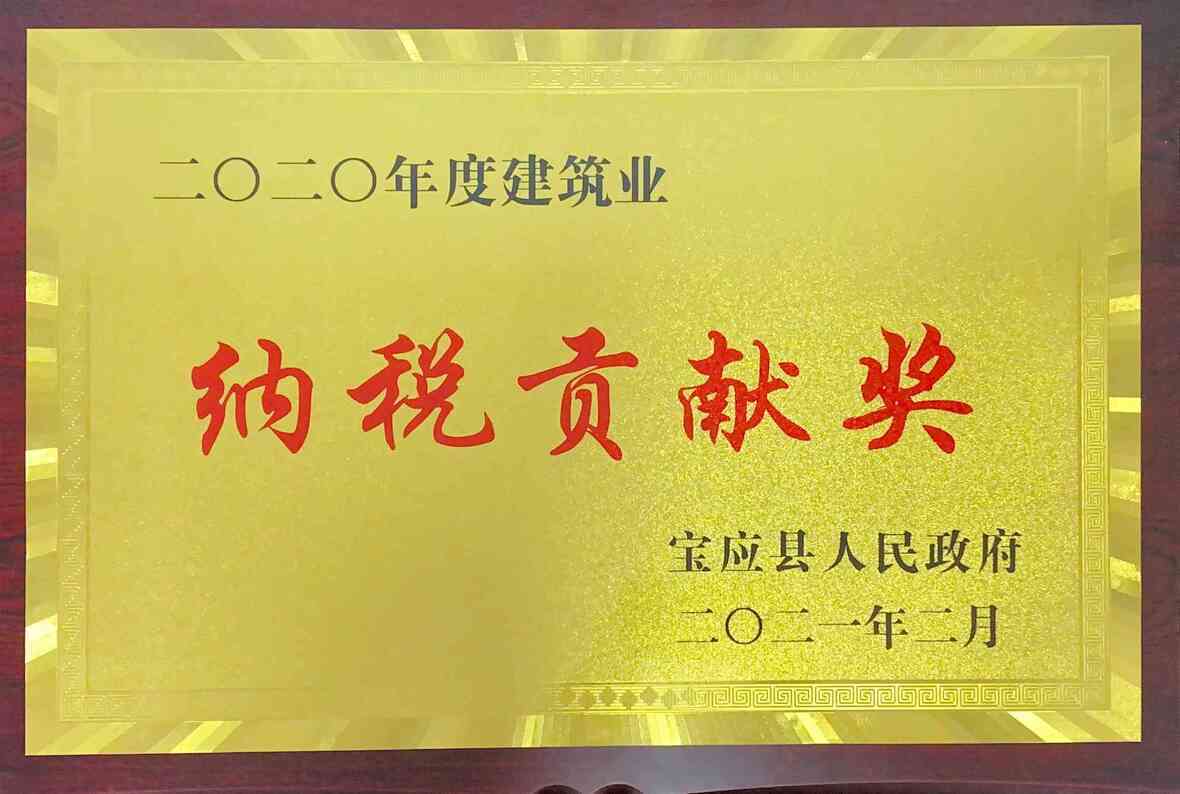 二〇二〇年度建筑业
纳税贡献奖
宝应县人民政府
二〇二一年二月